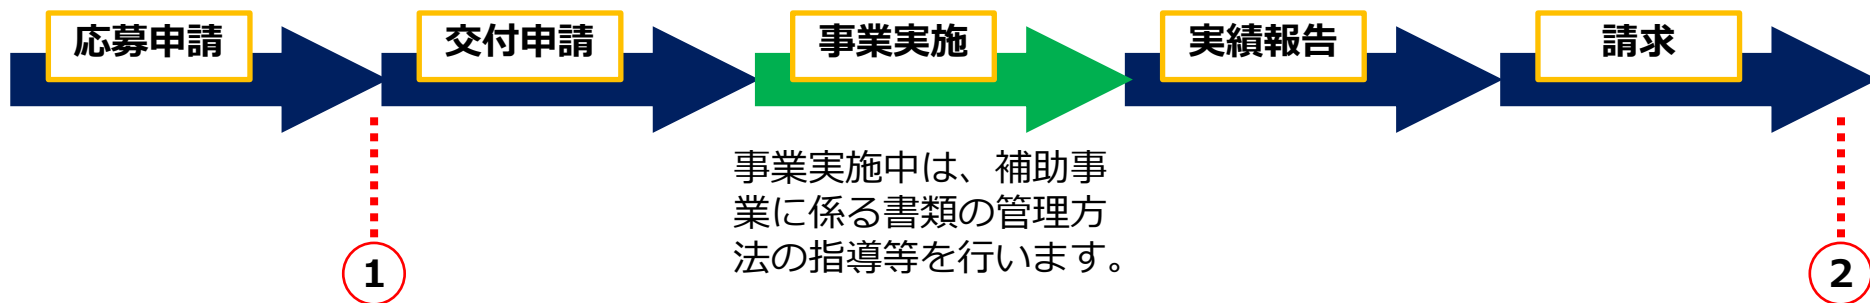 応募申請
交付申請
事業実施
実績報告
請求
事業実施中は、補助事
業に係る書類の管理方
法の指導等を行います。
1
2